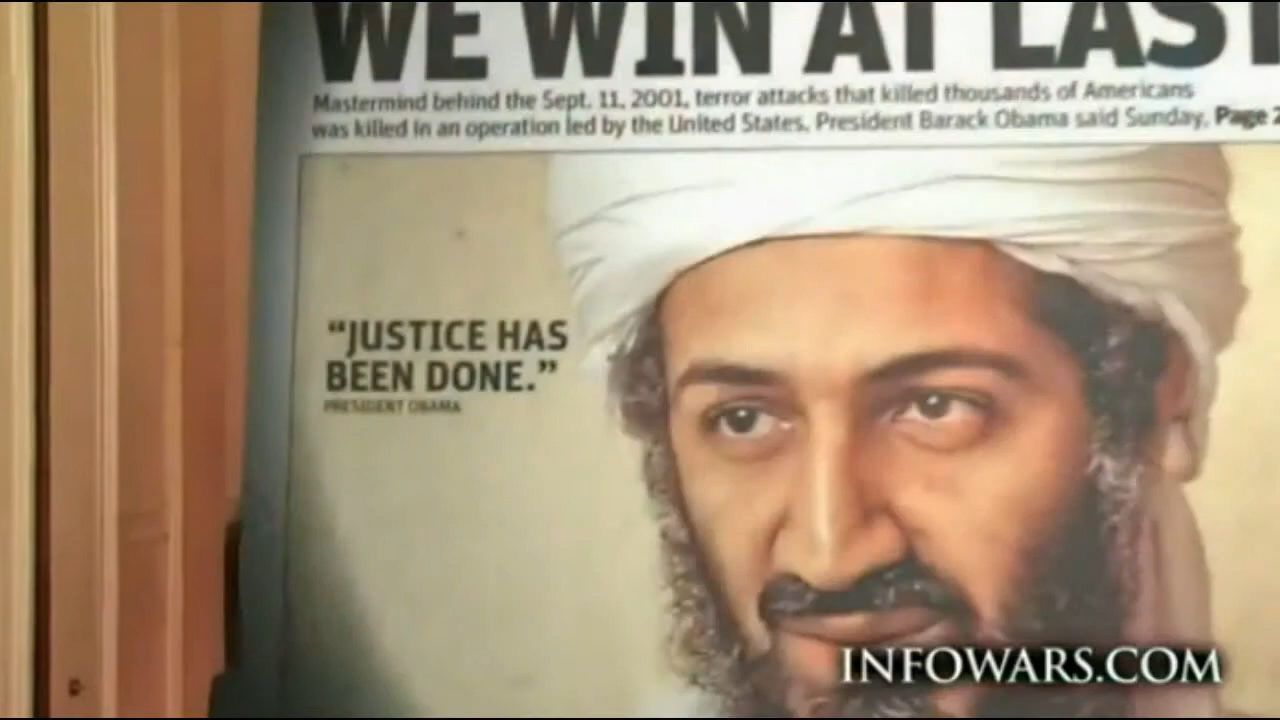 WE WIN AT LAST
Mastermind behind the Sept. 11, 2001, terror attacks that killed thousands of Americans
was killed in an operation led by the United States, President Barack Obama said Sunday. Page 2
“JUSTICE HAS
BEEN DONE.”
PRESIDENT OBAMA
INFOWARS.COM